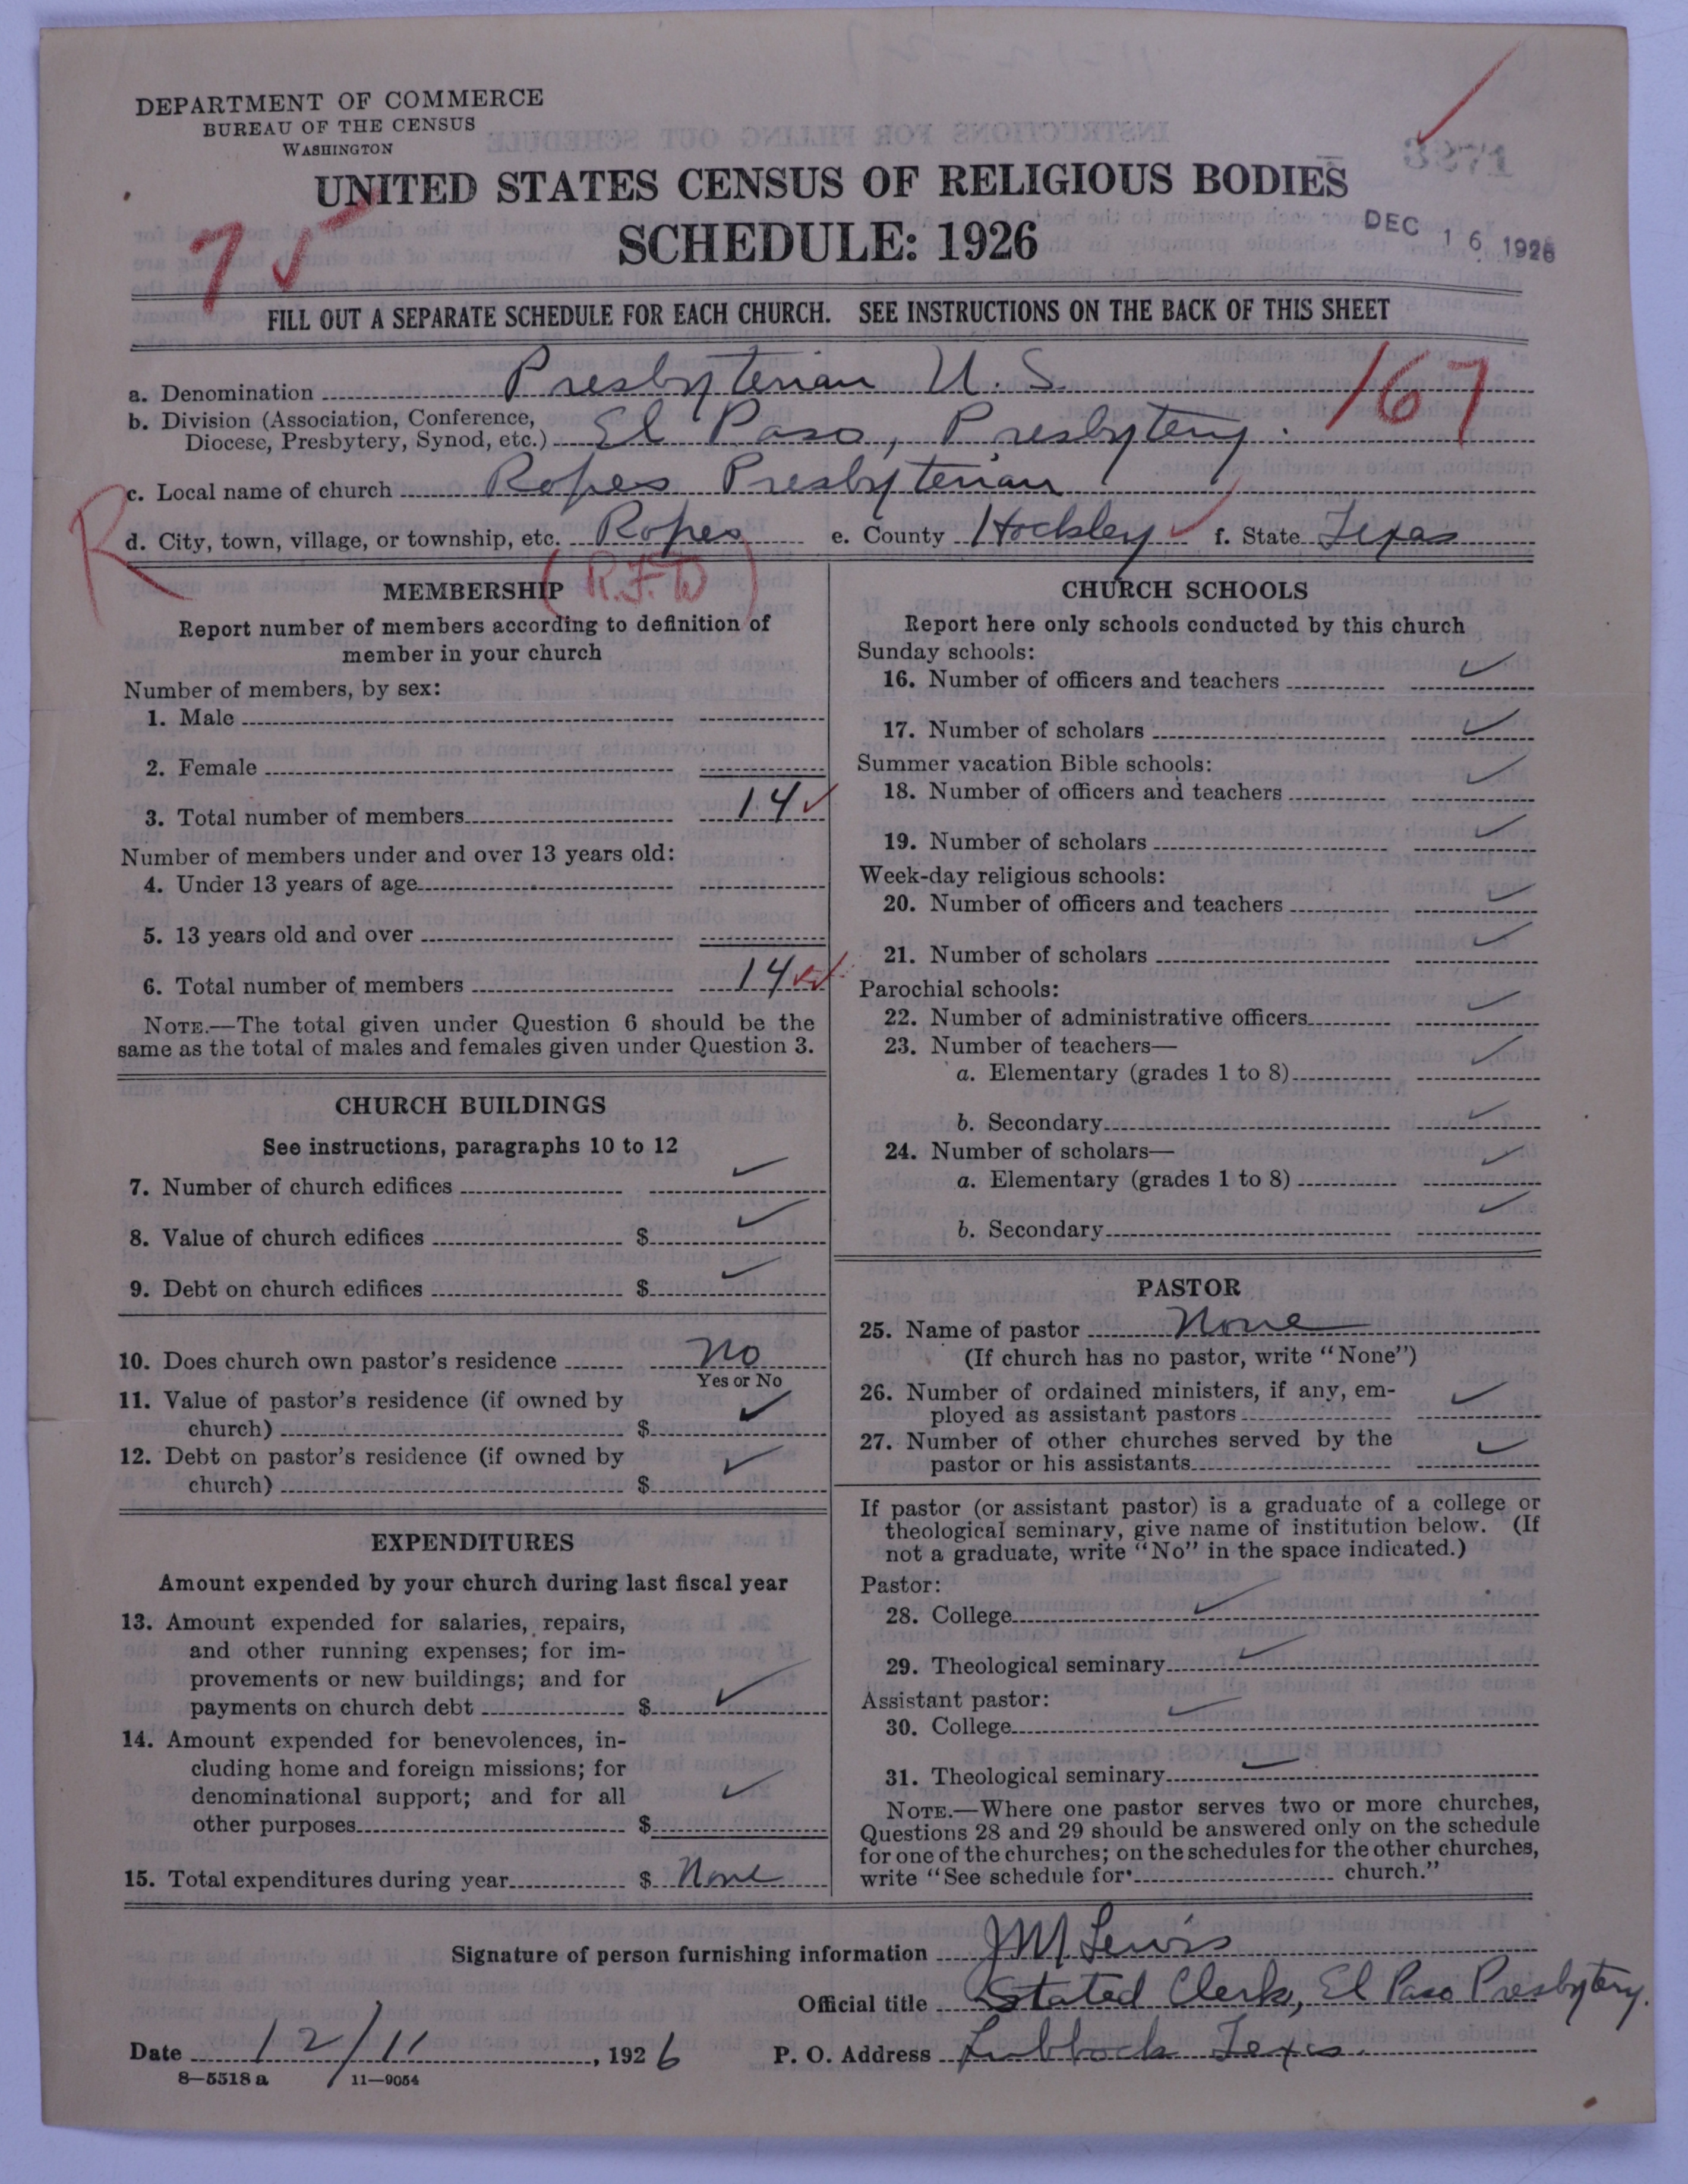 DEPARTMENT OF COMMERCE
BUREAU OF THE CENSUS
WASHINGTON
UNITED STATES CENSUS OF RELIGIOUS BODIES
SCHEDULE: 1926
DEC 16 1926
FILL OUT A SEPARATE SCHEDULE FOR EACH CHURCH. SEE INSTRUCTIONS ON THE BACK OF THIS SHEET
a. Denomination Presbyterian U. S.
167
b. Division (Association, Conference,
Diocese, Presbytery, Synod, etc.) El Paso, Presbytery.
c. Local name of church Ropes Presbyterian
R
d. City, town, village, or township, etc. Ropes e. County Hockley f. State Texas
MEMBERSHIP
Report number of members according to definition of
member in your church
Number of members, by sex:
1. Male
2. Female
3. Total number of members 14
Number of members under and over 13 years old:
4. Under 13 years of age
5. 13 years old and over
6. Total number of members 14
NOTE.—The total given under Question 6 should be the
same as the total of males and females given under Question 3.
CHURCH BUILDINGS
See instructions, paragraphs 10 to 12
7. Number of church edifices
8. Value of church edifices $
9. Debt on church edifices $
10. Does church own pastor's residence No
Yes or No
11. Value of pastor's residence (if owned by
church) $
12. Debt on pastor's residence (if owned by
church) $
EXPENDITURES
Amount expended by your church during last fiscal year
13. Amount expended for salaries, repairs,
and other running expenses; for im-
provements or new buildings; and for
payments on church debt $
14. Amount expended for benevolences, in-
cluding home and foreign missions; for
denominational support; and for all
other purposes $
15. Total expenditures during year $ None
CHURCH SCHOOLS
Report here only schools conducted by this church
Sunday schools:
16. Number of officers and teachers
17. Number of scholars
Summer vacation Bible schools:
18. Number of officers and teachers
19. Number of scholars
Week-day religious schools:
20. Number of officers and teachers
21. Number of scholars
Parochial schools:
22. Number of administrative officers
23. Number of teachers—
a. Elementary (grades 1 to 8)
b. Secondary
24. Number of scholars—
a. Elementary (grades 1 to 8)
b. Secondary
PASTOR
25. Name of pastor None
(If church has no pastor, write "None")
26. Number of ordained ministers, if any, em-
ployed as assistant pastors
27. Number of other churches served by the
pastor or his assistants
If pastor (or assistant pastor) is a graduate of a college or
theological seminary, give name of institution below. (If
not a graduate, write "No" in the space indicated.)
Pastor:
28. College
29. Theological seminary
Assistant pastor:
30. College
31. Theological seminary
NOTE.—Where one pastor serves two or more churches,
Questions 28 and 29 should be answered only on the schedule
for one of the churches; on the schedules for the other churches,
write "See schedule for church."
Signature of person furnishing information J M Lewis
Official title Stated Clerk, El Paso Presbytery.
Date 12/11, 1926 P. O. Address Lubbock Texas.
8—5518 a 11—9054